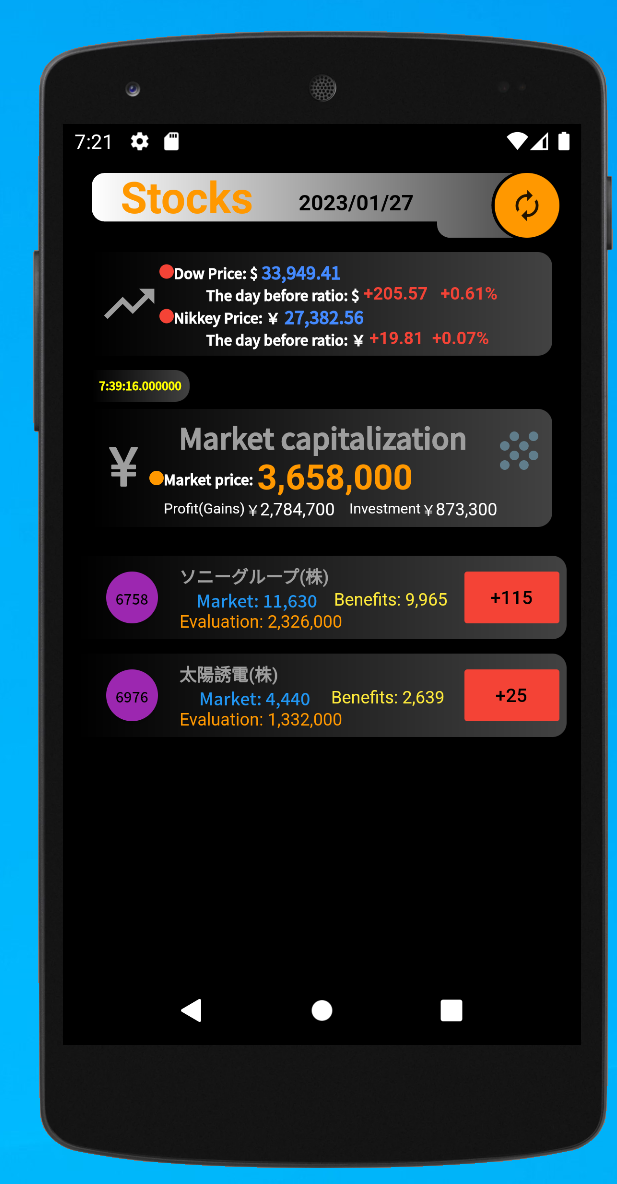 7:21
Stocks 2023/01/27
Dow Price: $ 33,949.41
The day before ratio: $ +205.57 +0.61%
Nikkey Price: ¥ 27,382.56
The day before ratio: ¥ +19.81 +0.07%
7:39:16.000000
Market capitalization
¥
Market price: 3,658,000
Profit(Gains) ¥ 2,784,700 Investment ¥ 873,300
ソニーグループ(株)
6758 Market: 11,630 Benefits: 9,965 +115
Evaluation: 2,326,000
太陽誘電(株)
6976 Market: 4,440 Benefits: 2,639 +25
Evaluation: 1,332,000